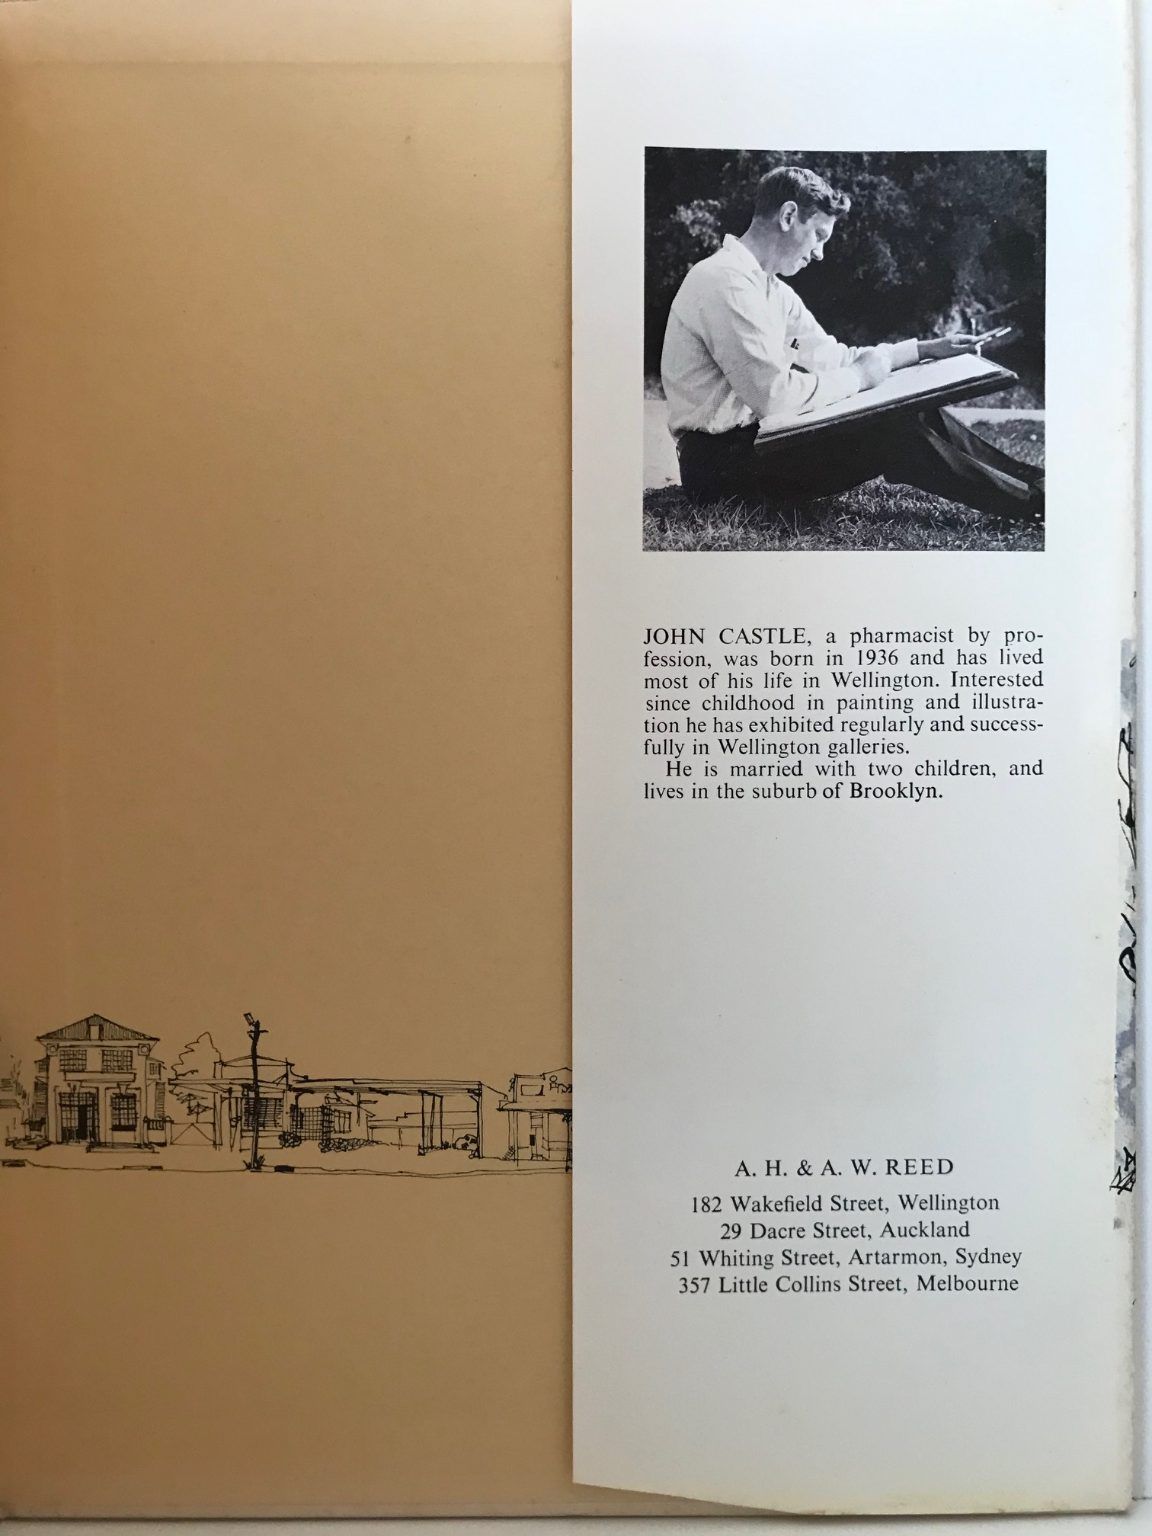 JOHN CASTLE, a pharmacist by pro-
fession, was born in 1936 and has lived
most of his life in Wellington. Interested
since childhood in painting and illustra-
tion he has exhibited regularly and success-
fully in Wellington galleries.
He is married with two children, and
lives in the suburb of Brooklyn.
A. H. & A. W. REED
182 Wakefield Street, Wellington
29 Dacre Street, Auckland
51 Whiting Street, Artarmon, Sydney
357 Little Collins Street, Melbourne